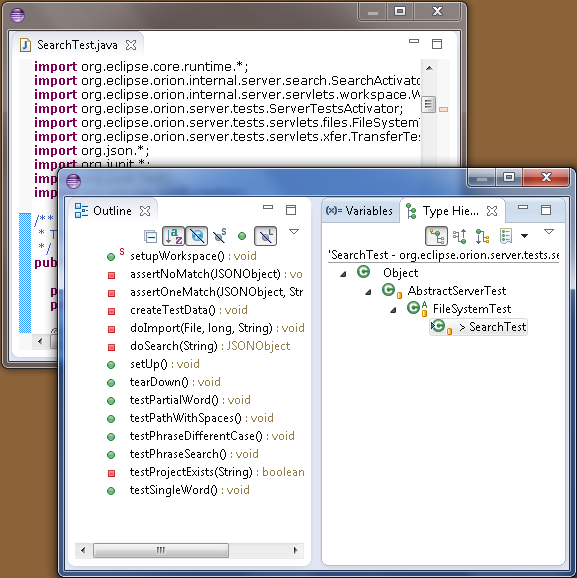 SearchTest.java
import org.eclipse.core.runtime.*;
import org.eclipse.orion.internal.server.search.SearchActivato
import org.eclipse.orion.internal.server.servlets.workspace.W
import org.eclipse.orion.server.tests.ServerTestsActivator;
import org.eclipse.orion.server.tests.servlets.files.FileSystem
import org.eclipse.orion.server.tests.servlets.xfer.TransferTe
import org.json.*;
import org.junit.*;
im
im
/**
* T
*/
pu
p
p
Outline
setupWorkspace() : void
S
assertNoMatch(JSONObject) : vo
assertOneMatch(JSONObject, Str
createTestData() : void
doImport(File, long, String) : void
doSearch(String) : JSONObject
setUp() : void
tearDown() : void
testPartialWord() : void
testPathWithSpaces() : void
testPhraseDifferentCase() : void
testPhraseSearch() : void
testProjectExists(String) : boolean
testSingleWord() : void
(x)= Variables
Type Hie...
'SearchTest - org.eclipse.orion.server.tests.se
Object
AbstractServerTest
FileSystemTest
> SearchTest